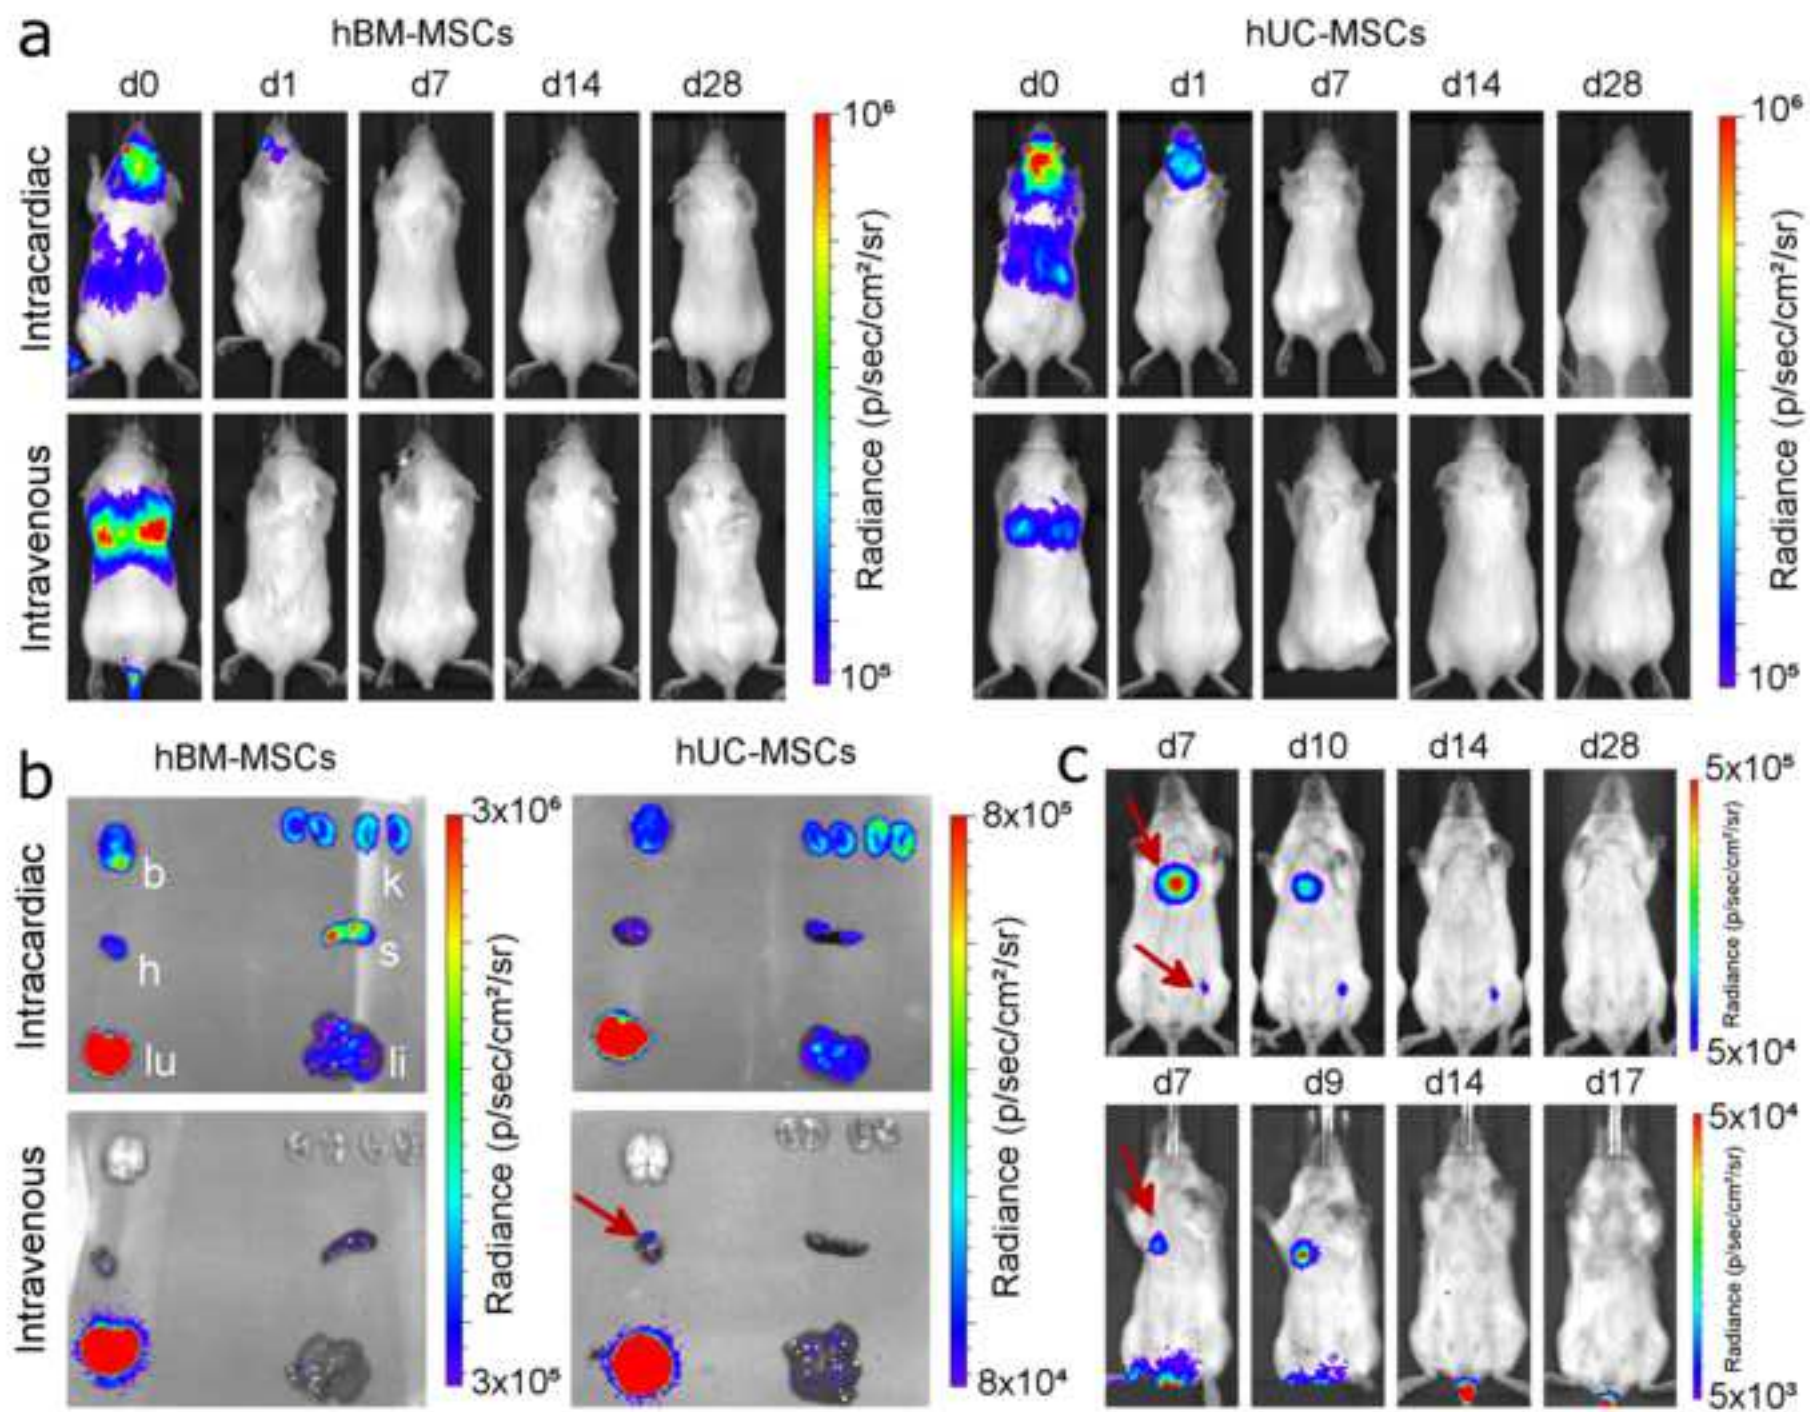 a
hBM-MSCs
hUC-MSCs
d0 d1 d7 d14 d28
d0 d1 d7 d14 d28
Intracardiac
Intravenous
10⁶
Radiance (p/sec/cm²/sr)
10⁵
10⁶
Radiance (p/sec/cm²/sr)
10⁵
b
hBM-MSCs
hUC-MSCs
Intracardiac
Intravenous
b
k
h
s
lu
li
3x10⁶
Radiance (p/sec/cm²/sr)
3x10⁵
8x10⁵
Radiance (p/sec/cm²/sr)
8x10⁴
c
d7 d10 d14 d28
5x10⁵
Radiance (p/sec/cm²/sr)
5x10⁴
d7 d9 d14 d17
5x10⁴
Radiance (p/sec/cm²/sr)
5x10³